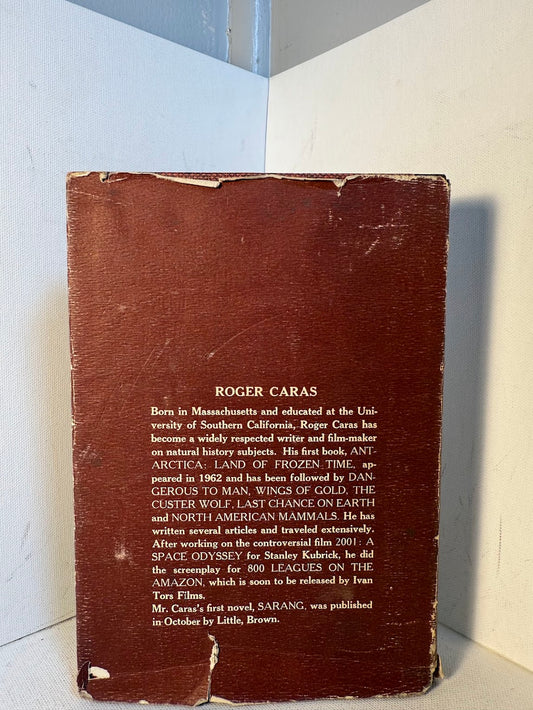 ROGER CARAS
Born in Massachusetts and educated at the Uni-
versity of Southern California, Roger Caras has
become a widely respected writer and film-maker
on natural history subjects. His first book, ANT-
ARCTICA: LAND OF FROZEN TIME, ap-
peared in 1962 and has been followed by DAN-
GEROUS TO MAN, WINGS OF GOLD, THE
CUSTER WOLF, LAST CHANCE ON EARTH
and NORTH AMERICAN MAMMALS. He has
written several articles and traveled extensively.
After working on the controversial film 2001: A
SPACE ODYSSEY for Stanley Kubrick, he did
the screenplay for 800 LEAGUES ON THE
AMAZON, which is soon to be released by Ivan
Tors Films.
Mr. Caras's first novel, SARANG, was published
in October by Little, Brown.